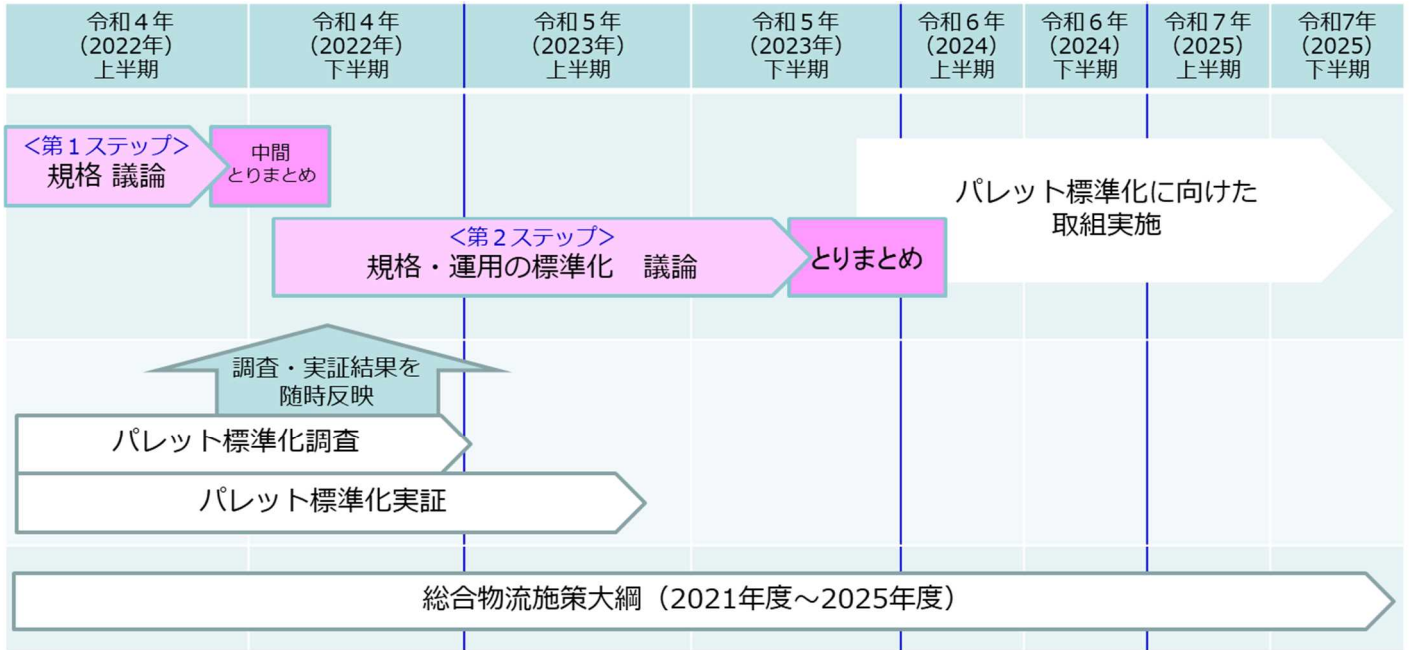 令和４年
（2022年）
上半期
令和４年
（2022年）
下半期
令和５年
（2023年）
上半期
令和５年
（2023年）
下半期
令和６年
（2024）
上半期
令和６年
（2024）
下半期
令和７年
（2025）
上半期
令和7年
（2025）
下半期
＜第１ステップ＞
規格 議論
中間
とりまとめ
＜第２ステップ＞
規格・運用の標準化　議論
とりまとめ
パレット標準化に向けた
取組実施
調査・実証結果を
随時反映
パレット標準化調査
パレット標準化実証
総合物流施策大綱（2021年度～2025年度）